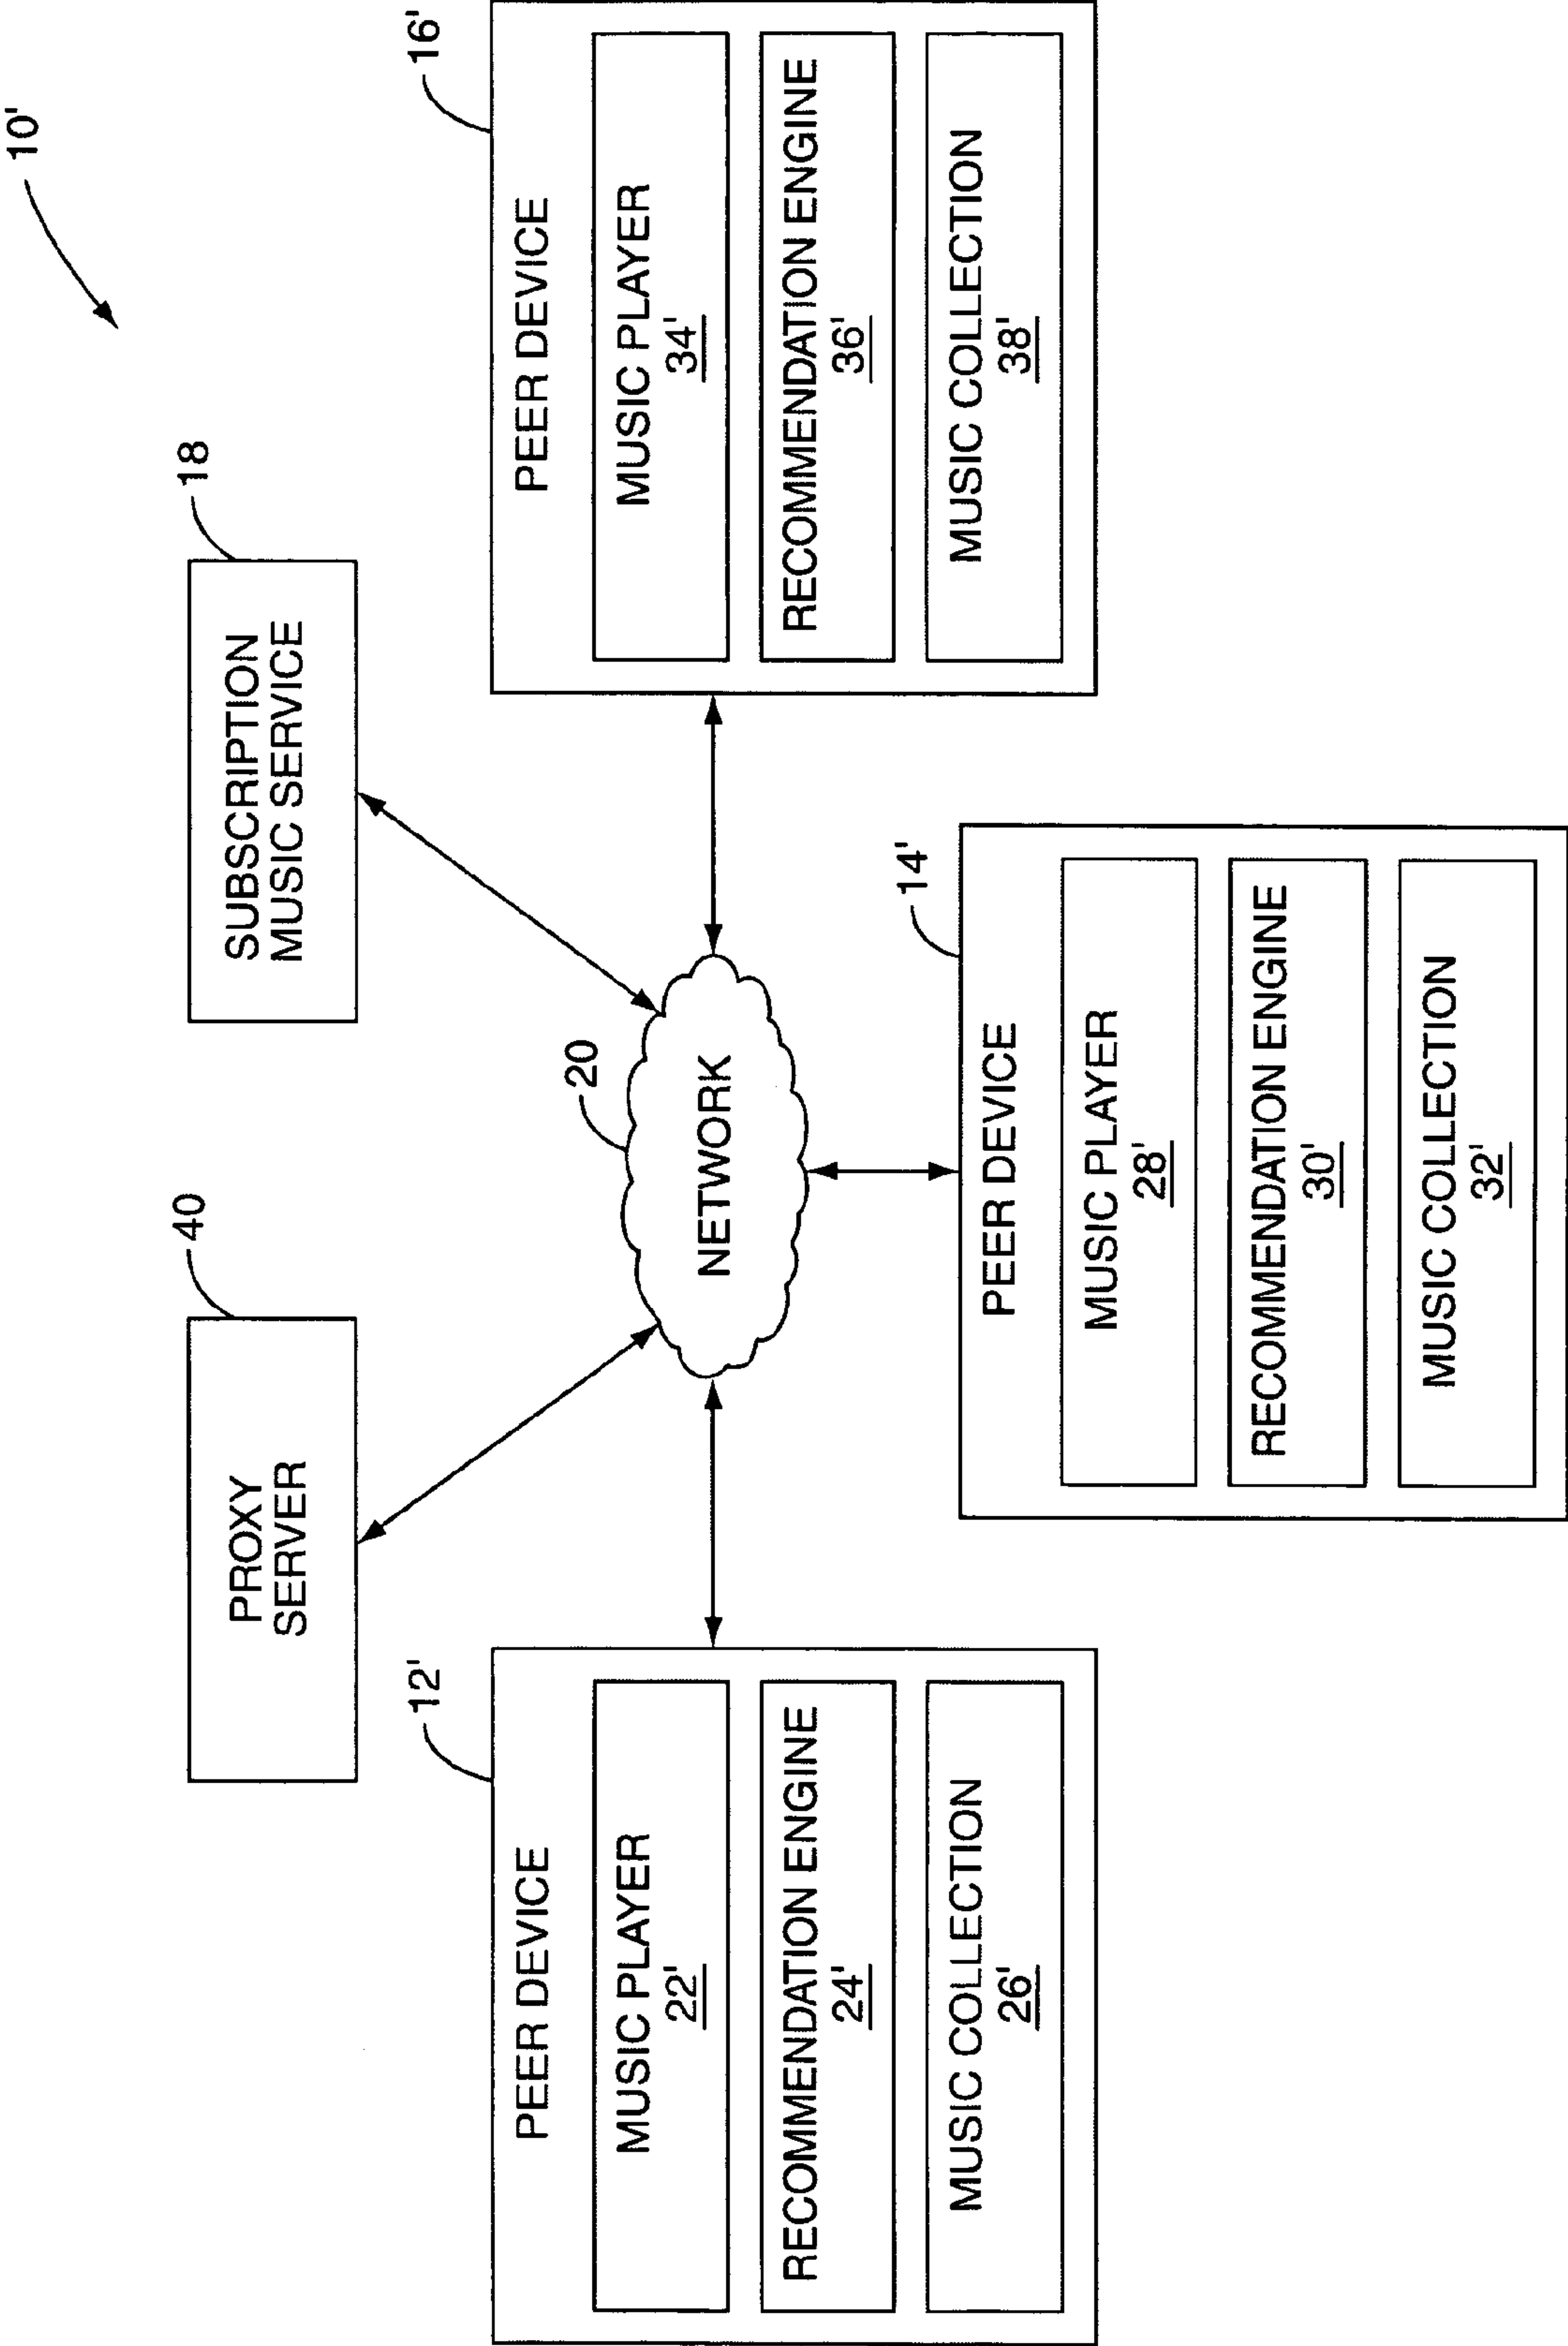 10'
PROXY
SERVER
40
SUBSCRIPTION
MUSIC SERVICE
18
NETWORK
20
12'
PEER DEVICE
MUSIC PLAYER
22'
RECOMMENDATION ENGINE
24'
MUSIC COLLECTION
26'
14'
PEER DEVICE
MUSIC PLAYER
28'
RECOMMENDATION ENGINE
30'
MUSIC COLLECTION
32'
16'
PEER DEVICE
MUSIC PLAYER
34'
RECOMMENDATION ENGINE
36'
MUSIC COLLECTION
38'